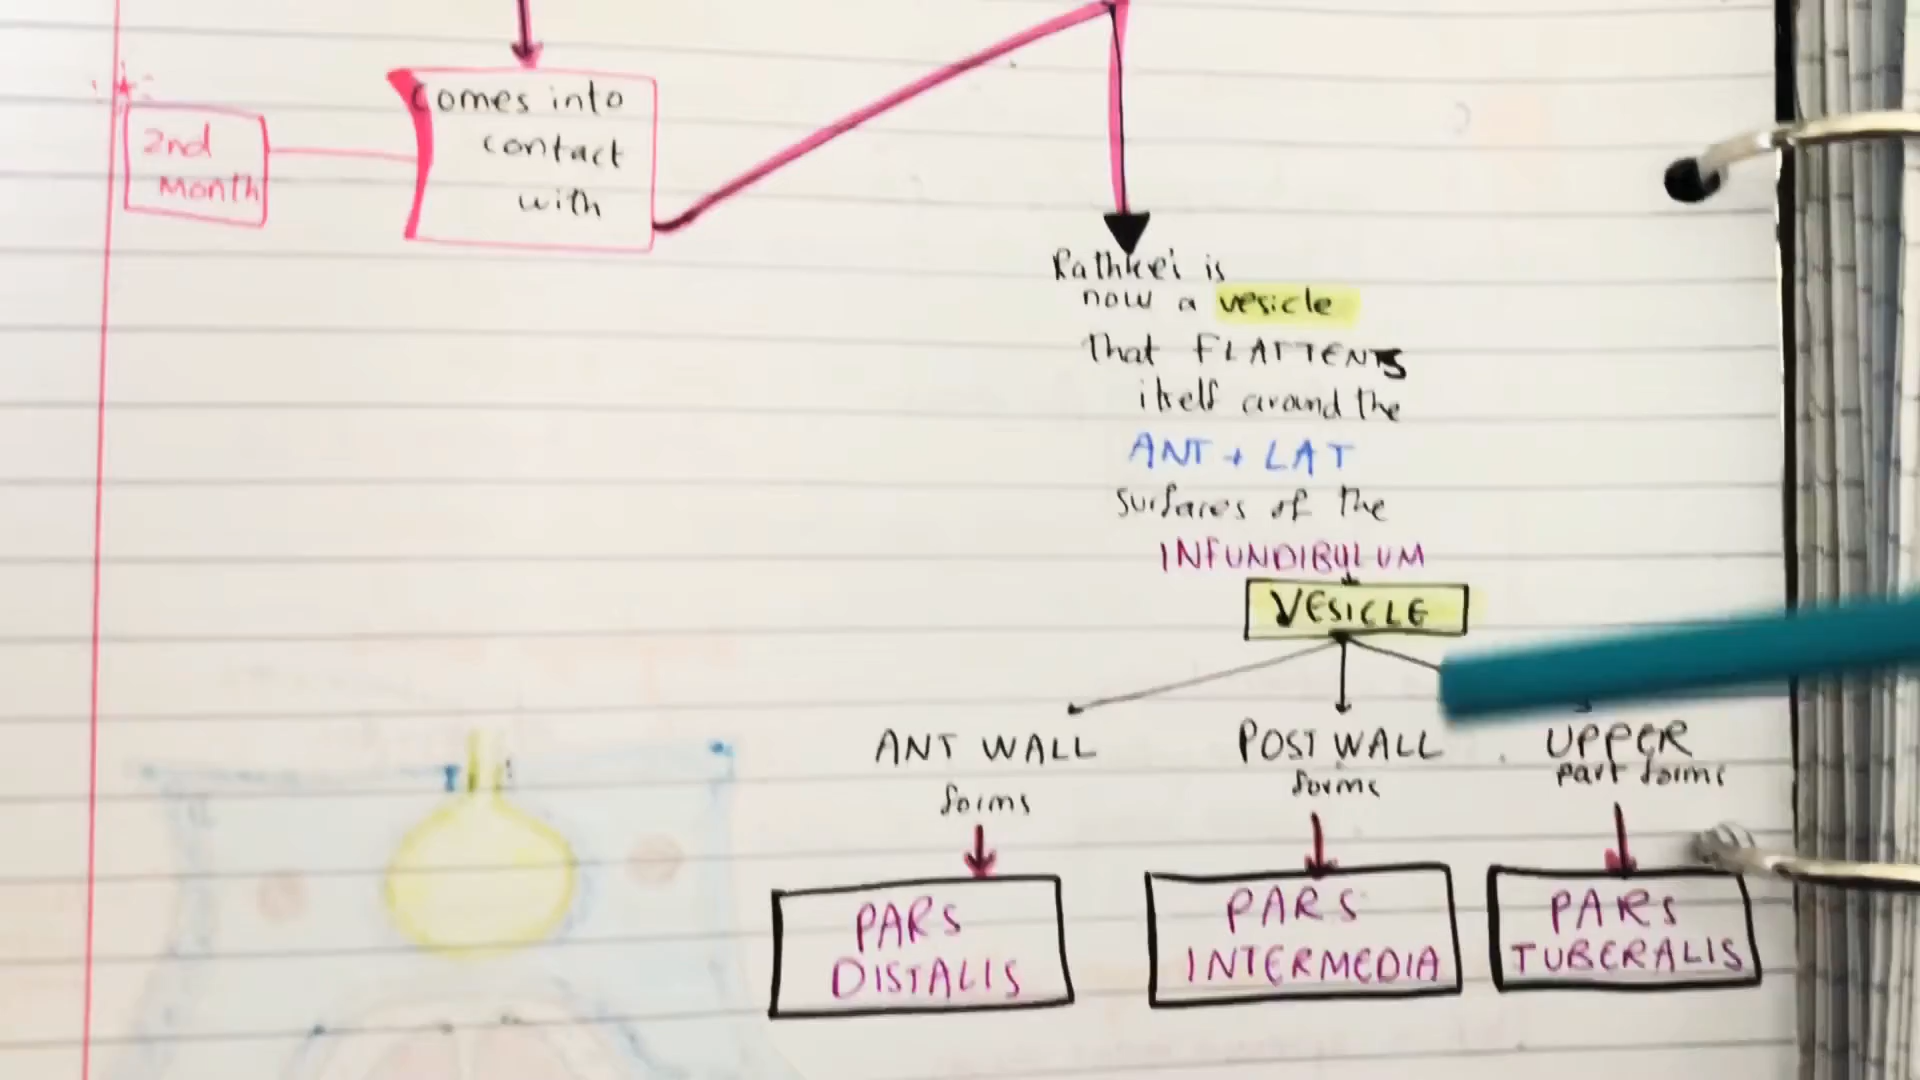 comes into
contact
with
2nd
Month
Rathke's is
now a vesicle
that FLATTENS
itself around the
ANT + LAT
surfaces of the
INFUNDIBULUM
VESICLE
ANT WALL
forms
PARS
DISTALIS
POST WALL
forms
PARS
INTERMEDIA
UPPER
part forms
PARS
TUBERALIS